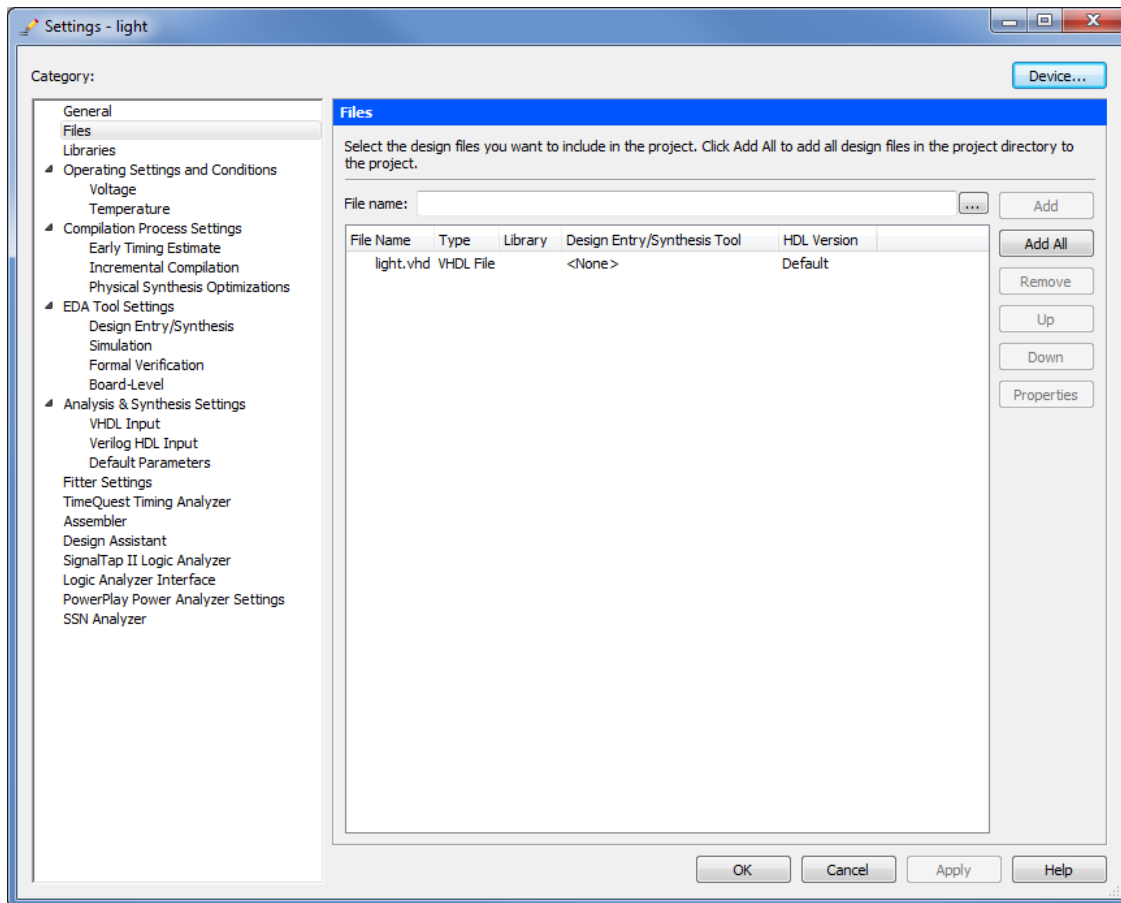 Settings - light
Category:
Device...
General
Files
Libraries
Operating Settings and Conditions
Voltage
Temperature
Compilation Process Settings
Early Timing Estimate
Incremental Compilation
Physical Synthesis Optimizations
EDA Tool Settings
Design Entry/Synthesis
Simulation
Formal Verification
Board-Level
Analysis & Synthesis Settings
VHDL Input
Verilog HDL Input
Default Parameters
Fitter Settings
TimeQuest Timing Analyzer
Assembler
Design Assistant
SignalTap II Logic Analyzer
Logic Analyzer Interface
PowerPlay Power Analyzer Settings
SSN Analyzer
Files
Select the design files you want to include in the project. Click Add All to add all design files in the project directory to
the project.
File name: ... Add
File Name Type Library Design Entry/Synthesis Tool HDL Version
light.vhd VHDL File <None> Default
Add All
Remove
Up
Down
Properties
OK Cancel Apply Help